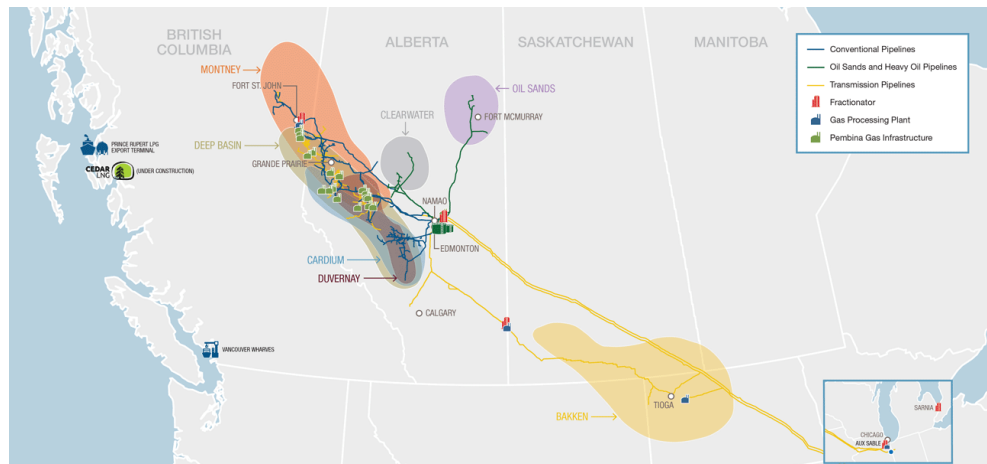 BRITISH
COLUMBIA
ALBERTA
SASKATCHEWAN
MANITOBA
Conventional Pipelines
Oil Sands and Heavy Oil Pipelines
Transmission Pipelines
Fractionator
Gas Processing Plant
Pembina Gas Infrastructure
MONTNEY
FORT ST. JOHN
OIL SANDS
FORT MCMURRAY
CLEARWATER
DEEP BASIN
PRINCE RUPERT LPG
EXPORT TERMINAL
GRANDE PRAIRIE
CEDAR
LNG
(UNDER CONSTRUCTION)
NAMAO
EDMONTON
CARDIUM
DUVERNAY
CALGARY
VANCOUVER WHARVES
TIOGA
BAKKEN
SARNIA
CHICAGO
AUX SABLE